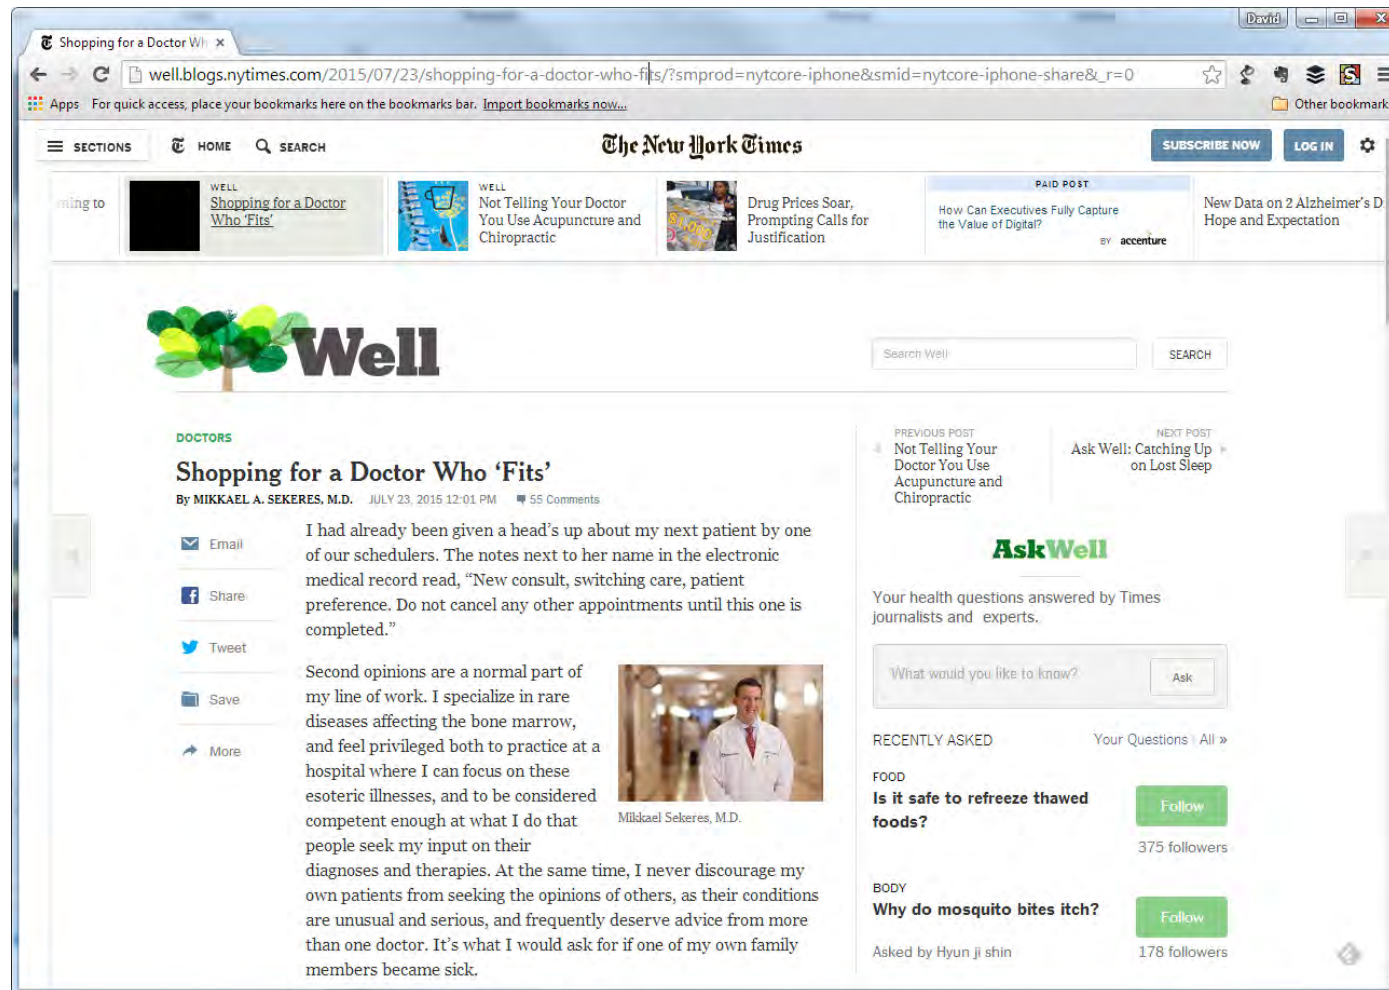 David
Shopping for a Doctor Wh
well.blogs.nytimes.com/2015/07/23/shopping-for-a-doctor-who-fits/?smprod=nytcore-iphone&smid=nytcore-iphone-share&_r=0
Apps For quick access, place your bookmarks here on the bookmarks bar. Import bookmarks now... Other bookmark
SECTIONS HOME SEARCH The New York Times SUBSCRIBE NOW LOG IN
ming to
WELL
Shopping for a Doctor
Who 'Fits'
WELL
Not Telling Your Doctor
You Use Acupuncture and
Chiropractic
$1,000
Drug Prices Soar,
Prompting Calls for
Justification
PAID POST
How Can Executives Fully Capture
the Value of Digital?
BY accenture
New Data on 2 Alzheimer's D
Hope and Expectation
Well
Search Well SEARCH
DOCTORS
Shopping for a Doctor Who ‘Fits’
By MIKKAEL A. SEKERES, M.D. JULY 23, 2015 12:01 PM 55 Comments
Email
Share
Tweet
Save
More
I had already been given a head’s up about my next patient by one
of our schedulers. The notes next to her name in the electronic
medical record read, “New consult, switching care, patient
preference. Do not cancel any other appointments until this one is
completed.”
Second opinions are a normal part of
my line of work. I specialize in rare
diseases affecting the bone marrow,
and feel privileged both to practice at a
hospital where I can focus on these
esoteric illnesses, and to be considered
competent enough at what I do that
people seek my input on their
diagnoses and therapies. At the same time, I never discourage my
own patients from seeking the opinions of others, as their conditions
are unusual and serious, and frequently deserve advice from more
than one doctor. It’s what I would ask for if one of my own family
members became sick.
Mikkael Sekeres, M.D.
PREVIOUS POST
Not Telling Your
Doctor You Use
Acupuncture and
Chiropractic
NEXT POST
Ask Well: Catching Up
on Lost Sleep
AskWell
Your health questions answered by Times
journalists and experts.
What would you like to know? Ask
RECENTLY ASKED Your Questions All »
FOOD
Is it safe to refreeze thawed
foods?
Follow
375 followers
BODY
Why do mosquito bites itch?
Follow
Asked by Hyun ji shin 178 followers